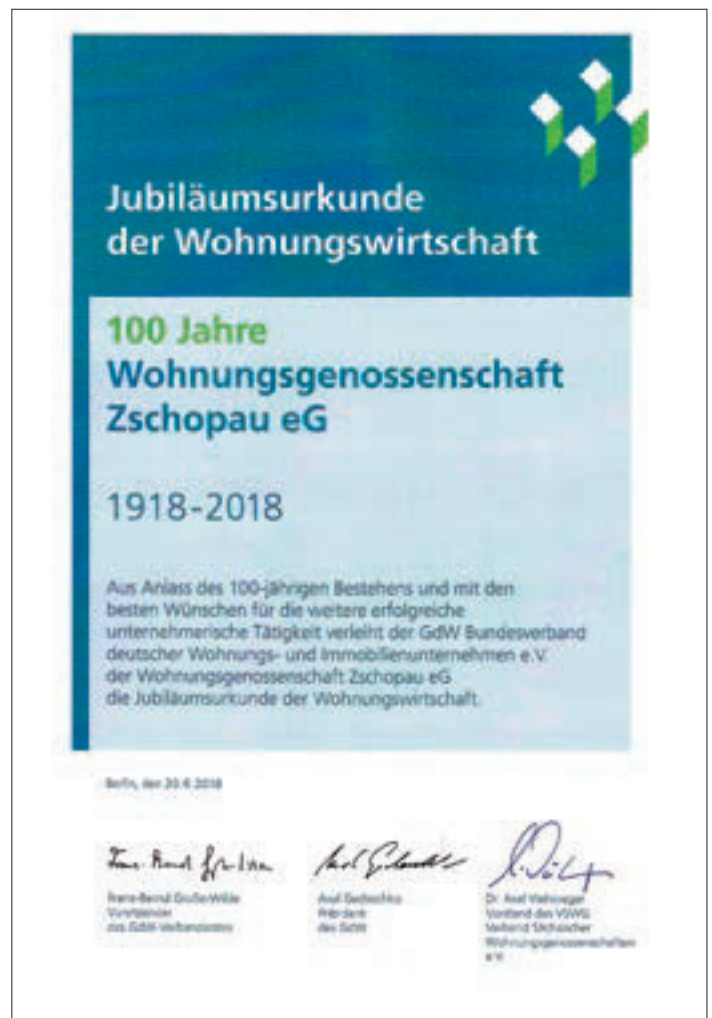 Jubiläumsurkunde
der Wohnungswirtschaft
100 Jahre
Wohnungsgenossenschaft
Zschopau eG
1918-2018
Aus Anlass des 100-jährigen Bestehens und mit den
besten Wünschen für die weitere erfolgreiche
unternehmerische Tätigkeit verleiht der GdW Bundesverband
deutscher Wohnungs- und Immobilienunternehmen e.V.
der Wohnungsgenossenschaft Zschopau eG
die Jubiläumsurkunde der Wohnungswirtschaft.
Berlin, den 2018
Franz-Bernd Große-Wilde
Vorsitzender
des GdW-Verbandsrates
Axel Gedaschko
Präsident
des GdW
Dr. Axel Viehweger
Vorstand des VSWG
Verband Sächsischer
Wohnungsgenossenschaften
e.V.